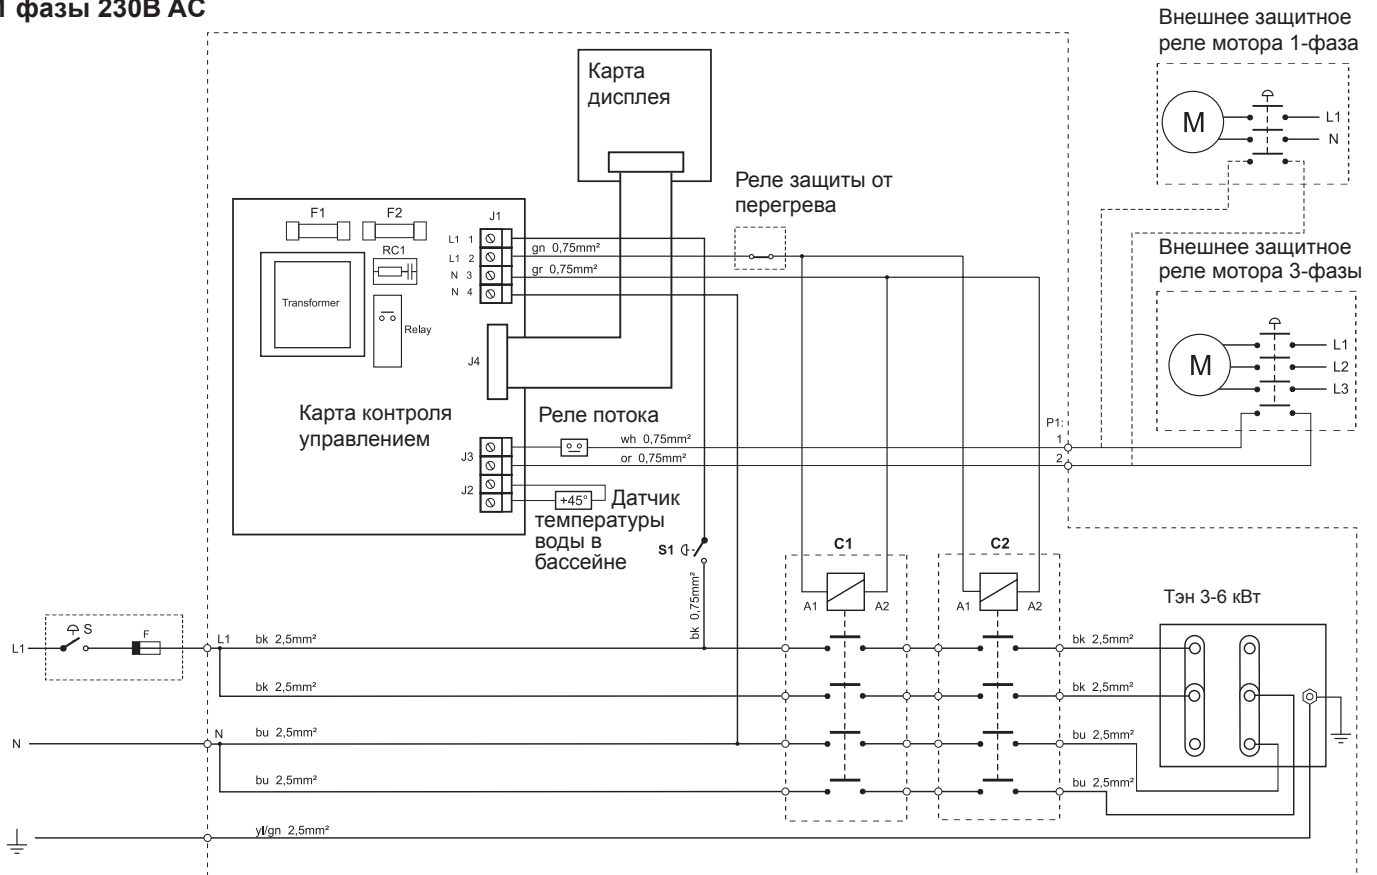 1 фазы 230В AC
Внешнее защитное
реле мотора 1-фаза
M
L1
N
Карта
дисплея
Реле защиты от
перегрева
F1
F2
RC1
Transformer
Relay
J1
L1 1
L1 2
N 3
N 4
gn 0,75mm²
gr 0,75mm²
J4
Внешнее защитное
реле мотора 3-фазы
M
L1
L2
L3
Карта контроля
управлением
Реле потока
J3
J2
wh 0,75mm²
or 0,75mm²
P1:
1
2
+45°
Датчик
температуры
воды в
бассейне
S1
bk 0,75mm²
C1
A1
A2
C2
A1
A2
Тэн 3-6 кВт
S
F
L1
L1
bk 2,5mm²
bk 2,5mm²
bk 2,5mm²
bk 2,5mm²
N
N
bu 2,5mm²
bu 2,5mm²
bu 2,5mm²
bu 2,5mm²
yl/gn 2,5mm²